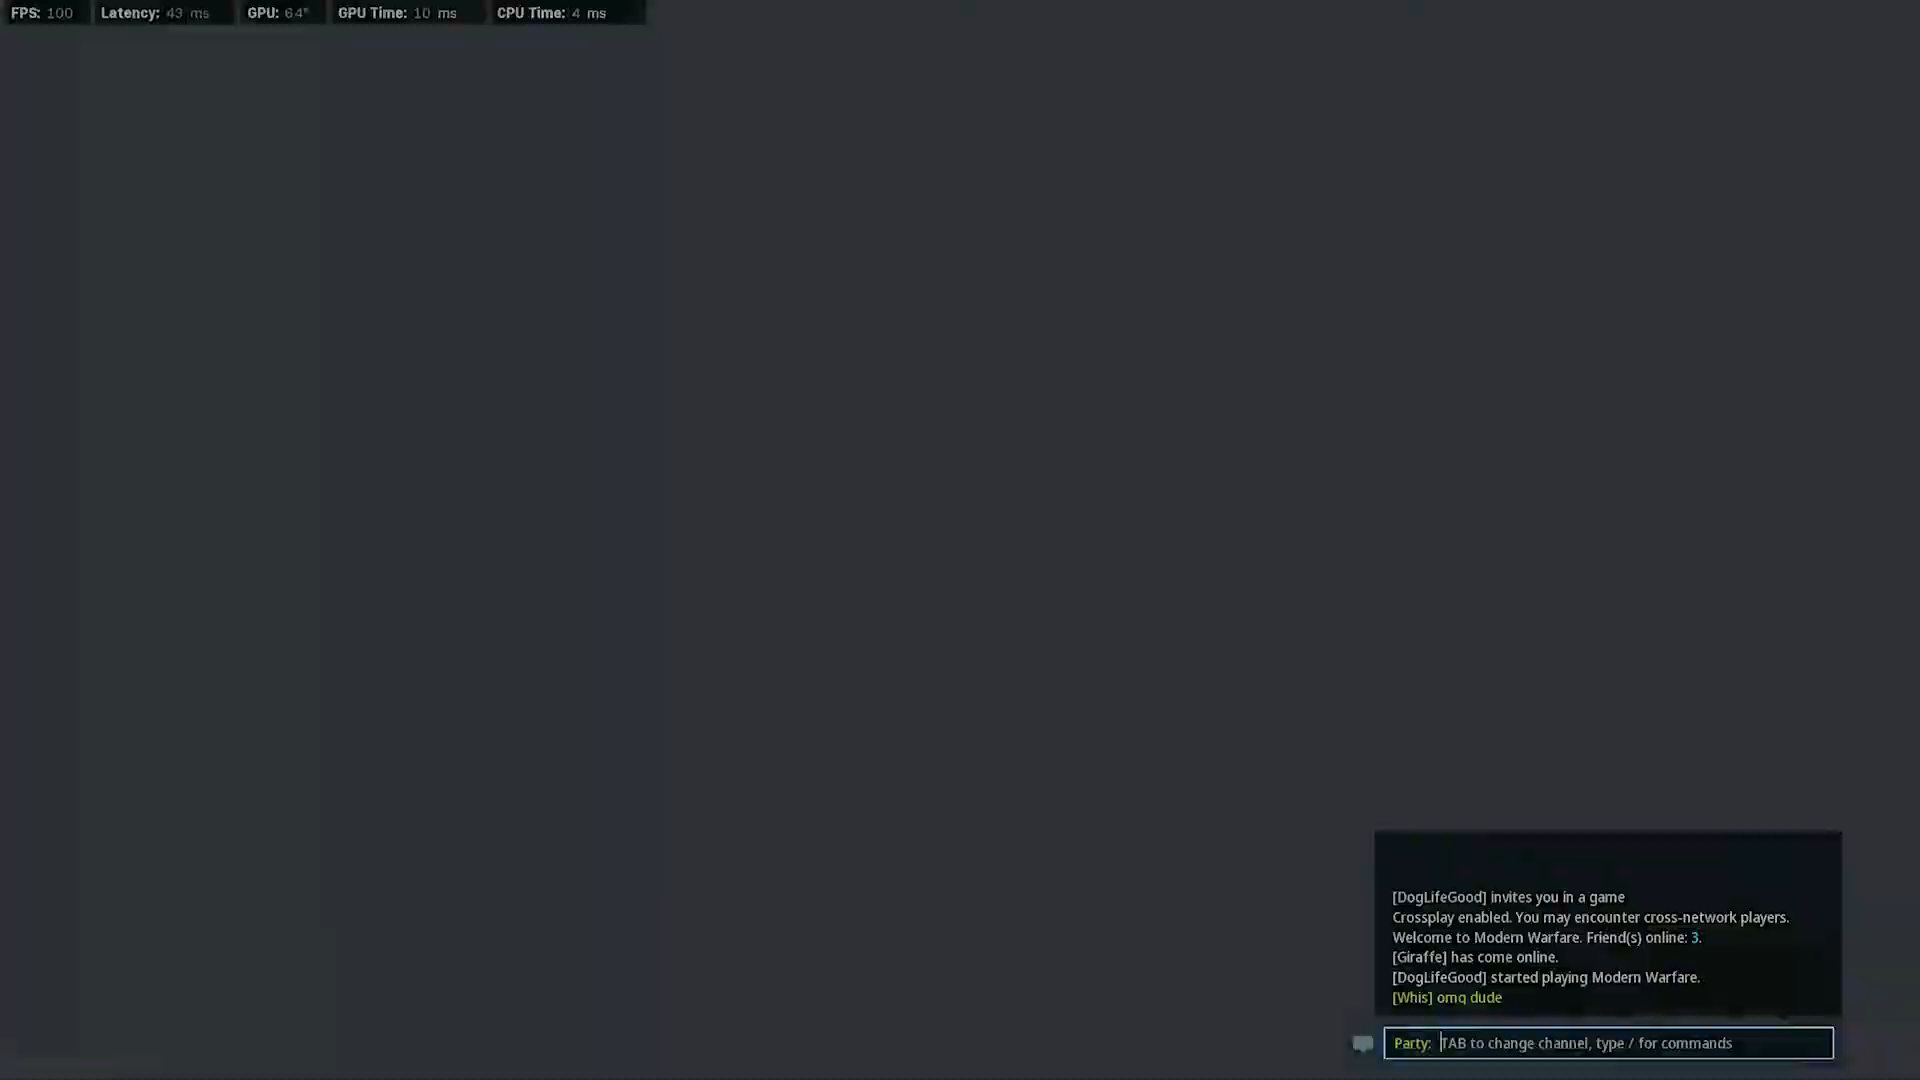 FPS: 100 Latency: 43 ms GPU: 64° GPU Time: 10 ms CPU Time: 4 ms
[DogLifeGood] invites you in a game
Crossplay enabled. You may encounter cross-network players.
Welcome to Modern Warfare. Friend(s) online: 3.
[Giraffe] has come online.
[DogLifeGood] started playing Modern Warfare.
[Whis] omg dude
Party: TAB to change channel, type / for commands